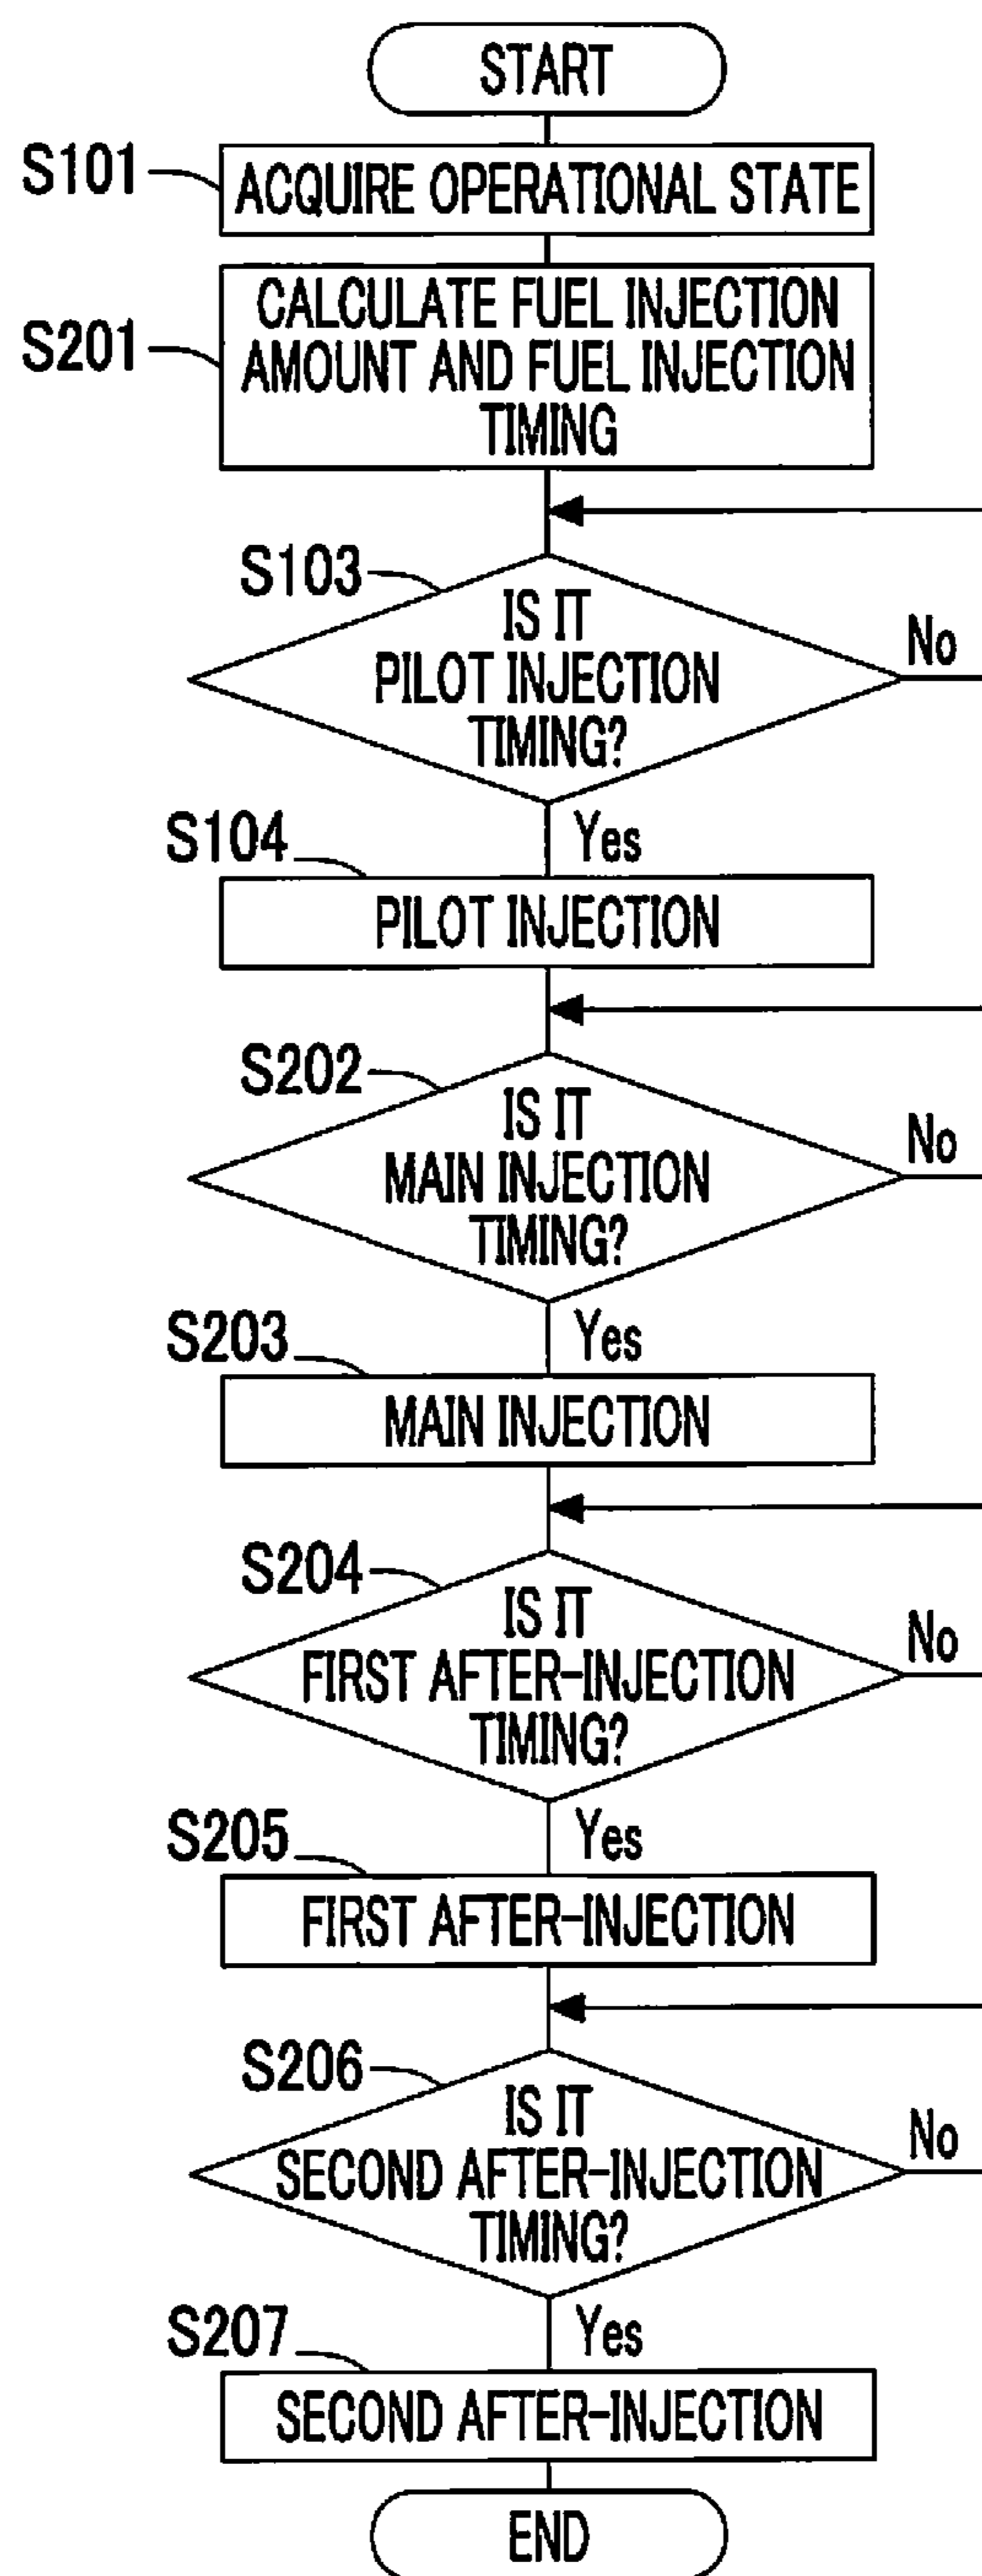 START
S101
ACQUIRE OPERATIONAL STATE
S201
CALCULATE FUEL INJECTION
AMOUNT AND FUEL INJECTION
TIMING
S103
IS IT
PILOT INJECTION
TIMING?
No
Yes
S104
PILOT INJECTION
S202
IS IT
MAIN INJECTION
TIMING?
No
Yes
S203
MAIN INJECTION
S204
IS IT
FIRST AFTER-INJECTION
TIMING?
No
Yes
S205
FIRST AFTER-INJECTION
S206
IS IT
SECOND AFTER-INJECTION
TIMING?
No
Yes
S207
SECOND AFTER-INJECTION
END